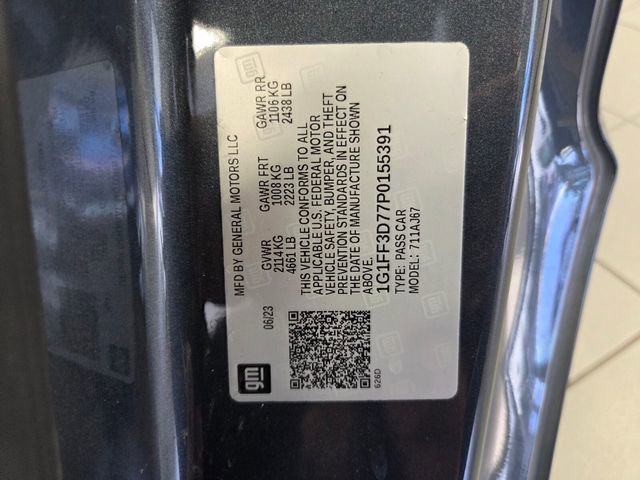 gm
MFD BY GENERAL MOTORS LLC
06/23
GVWR GAWR FRT GAWR RR
2114KG 1008 KG 1106 KG
4661 LB 2223 LB 2438 LB
THIS VEHICLE CONFORMS TO ALL
APPLICABLE U.S. FEDERAL MOTOR
VEHICLE SAFETY, BUMPER, AND THEFT
PREVENTION STANDARDS IN EFFECT ON
THE DATE OF MANUFACTURE SHOWN
ABOVE.
1G1FF3D77P0155391
TYPE: PASS CAR
MODEL: 711AJ67
626D